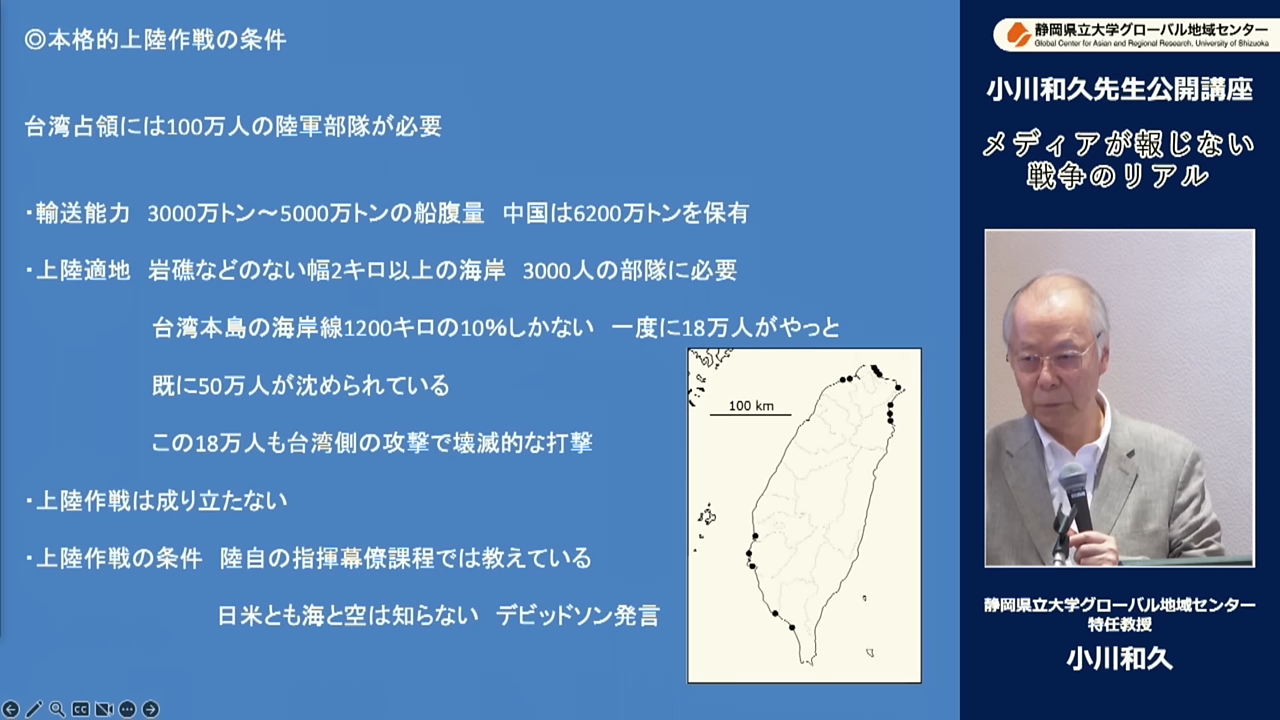 ◎本格的上陸作戦の条件
台湾占領には100万人の陸軍部隊が必要
・輸送能力　3000万トン～5000万トンの船腹量　中国は6200万トンを保有
・上陸適地　岩礁などのない幅2キロ以上の海岸　3000人の部隊に必要
台湾本島の海岸線1200キロの10%しかない　一度に18万人がやっと
既に50万人が沈められている
この18万人も台湾側の攻撃で壊滅的な打撃
・上陸作戦は成り立たない
・上陸作戦の条件　陸自の指揮幕僚課程では教えている
日米とも海と空は知らない　デビッドソン発言
100 km
CC
静岡県立大学グローバル地域センター
Global Center for Asian and Regional Research, University of Shizuoka
小川和久先生公開講座
メディアが報じない
戦争のリアル
静岡県立大学グローバル地域センター
特任教授
小川和久